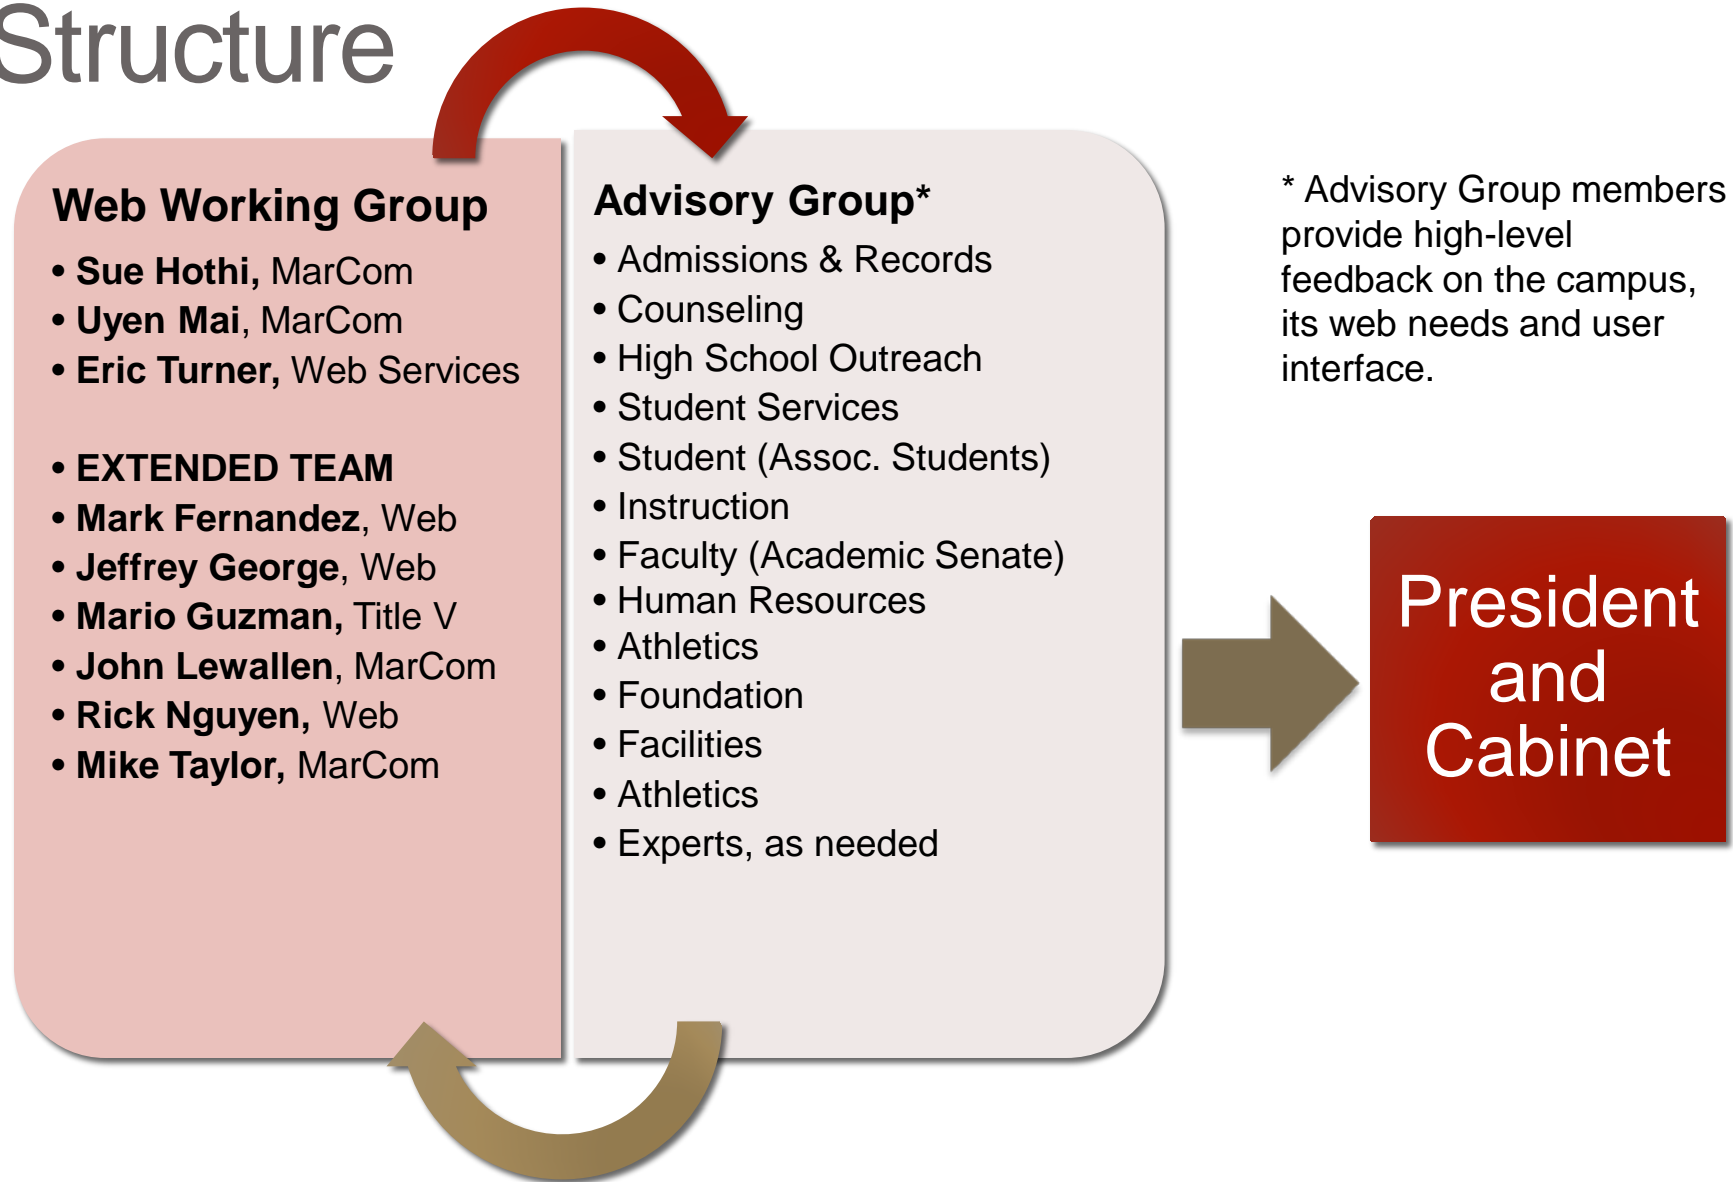 Structure
Web Working Group
• Sue Hothi, MarCom
• Uyen Mai, MarCom
• Eric Turner, Web Services
• EXTENDED TEAM
• Mark Fernandez, Web
• Jeffrey George, Web
• Mario Guzman, Title V
• John Lewallen, MarCom
• Rick Nguyen, Web
• Mike Taylor, MarCom
Advisory Group*
• Admissions & Records
• Counseling
• High School Outreach
• Student Services
• Student (Assoc. Students)
• Instruction
• Faculty (Academic Senate)
• Human Resources
• Athletics
• Foundation
• Facilities
• Athletics
• Experts, as needed
* Advisory Group members
provide high-level
feedback on the campus,
its web needs and user
interface.
President
and
Cabinet